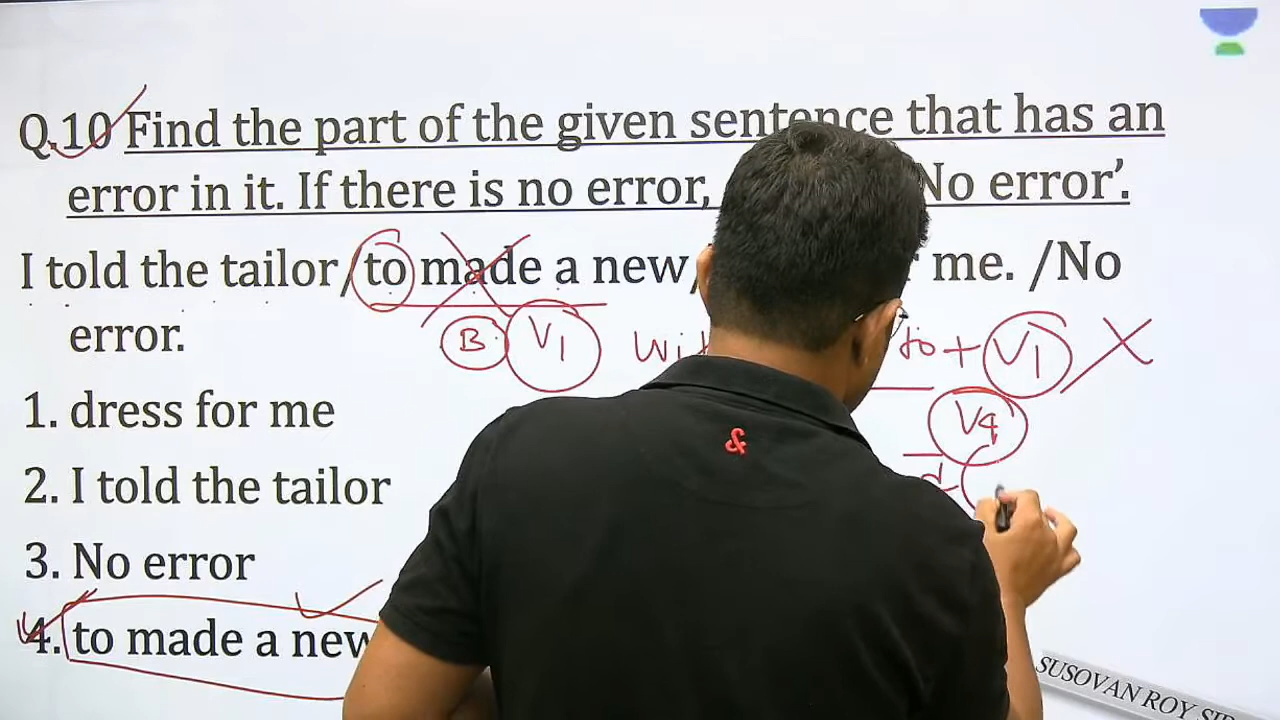 Q.10 Find the part of the given sentence that has an
error in it. If there is no error, No error’.
I told the tailor/to made a new/ me. /No
error.
B V1 to + V1
V4
1. dress for me
2. I told the tailor
3. No error
4. to made a new
SUSOVAN ROY
&